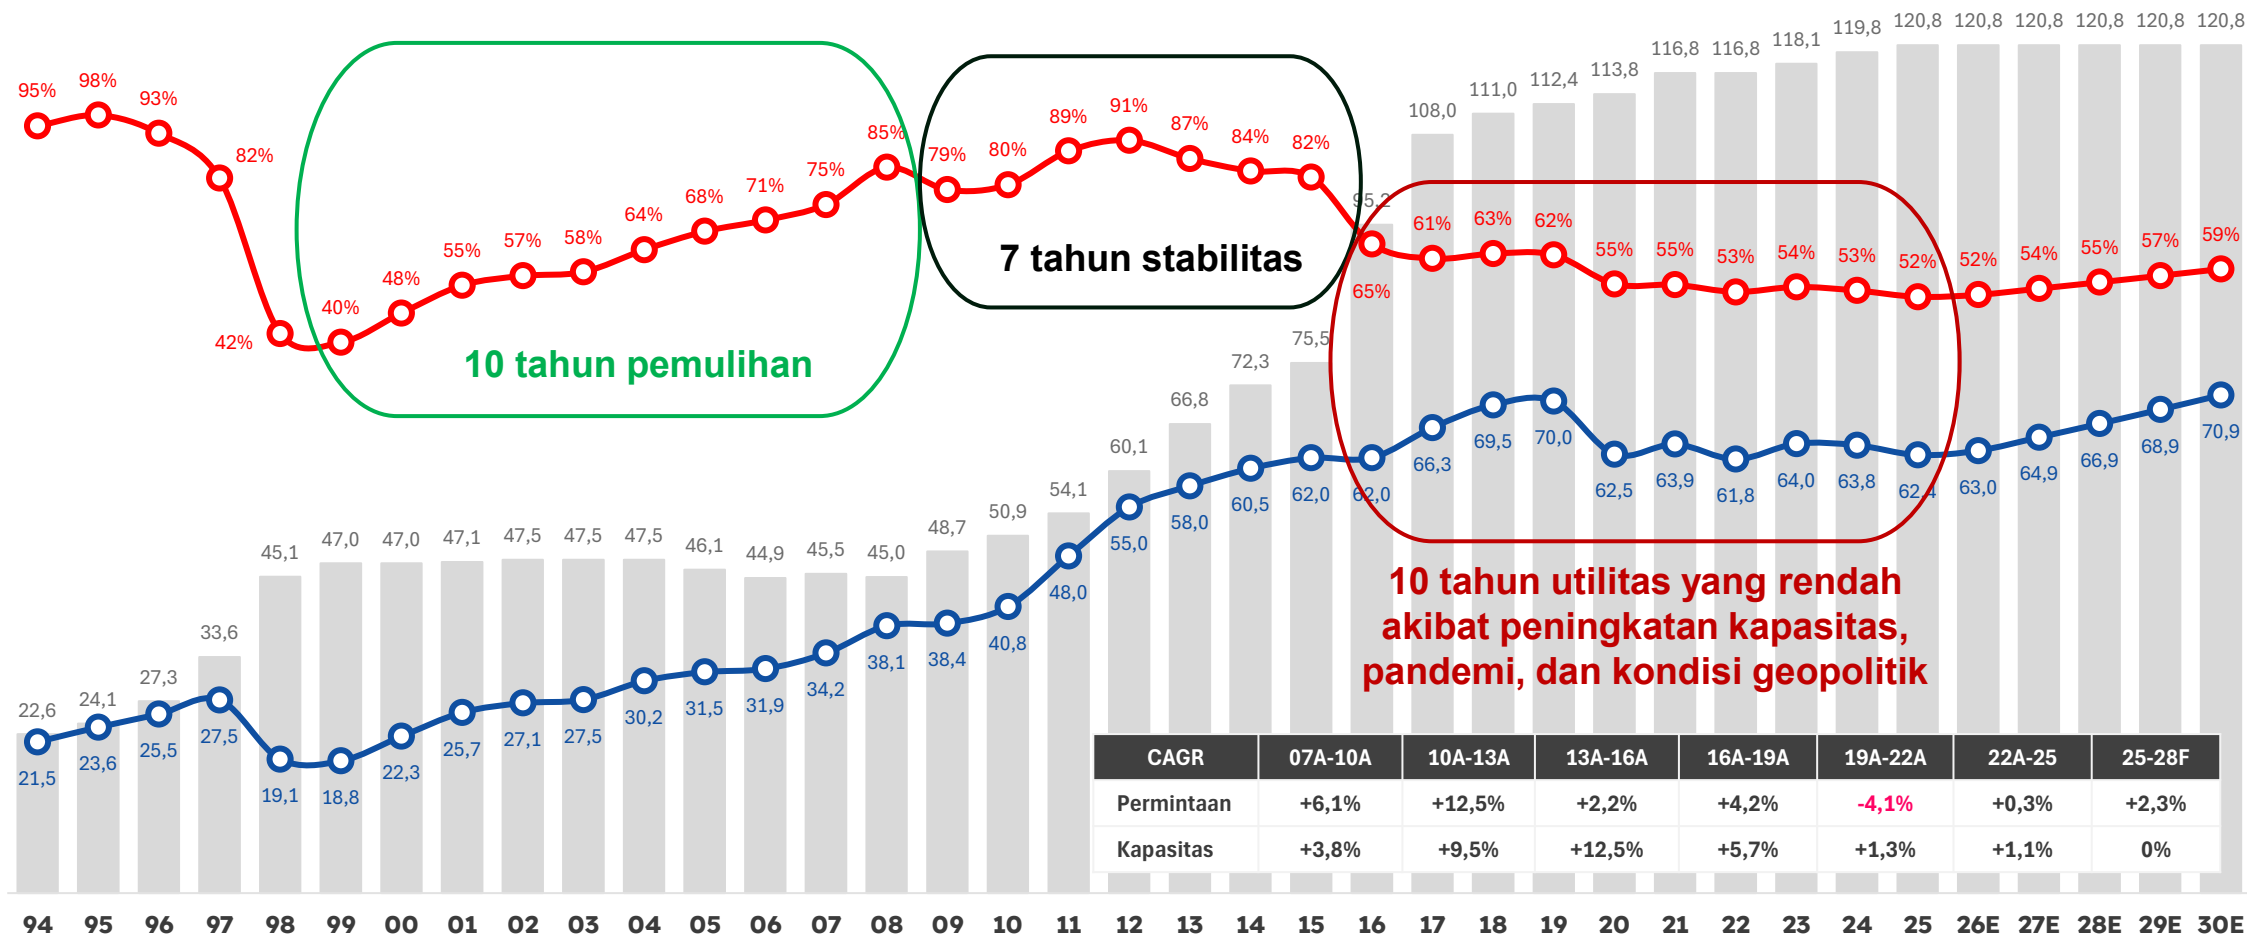 120,8 120,8 120,8 120,8 120,8 120,8
116,8 116,8 118,1 119,8
108,0 111,0 112,4 113,8
95% 98% 93% 82% 42% 40% 48% 55% 57% 58% 64% 68% 71% 75% 85% 79% 80% 89% 91% 87% 84% 82% 65% 61% 63% 62% 55% 55% 53% 54% 53% 52% 52% 54% 55% 57% 59%
10 tahun pemulihan
7 tahun stabilitas
22,6 24,1 27,3 33,6 45,1 47,0 47,0 47,1 47,5 47,5 47,5 46,1 44,9 45,5 45,0 48,7 50,9 54,1 60,1 66,8 72,3 75,5 95,2
21,5 23,6 25,5 27,5 19,1 18,8 22,3 25,7 27,1 27,5 30,2 31,5 31,9 34,2 38,1 38,4 40,8 48,0 55,0 58,0 60,5 62,0 62,0 66,3 69,5 70,0 62,5 63,9 61,8 64,0 63,8 62,4 63,0 64,9 66,9 68,9 70,9
10 tahun utilitas yang rendah
akibat peningkatan kapasitas,
pandemi, dan kondisi geopolitik
CAGR 07A-10A 10A-13A 13A-16A 16A-19A 19A-22A 22A-25 25-28F
Permintaan +6,1% +12,5% +2,2% +4,2% -4,1% +0,3% +2,3%
Kapasitas +3,8% +9,5% +12,5% +5,7% +1,3% +1,1% 0%
94 95 96 97 98 99 00 01 02 03 04 05 06 07 08 09 10 11 12 13 14 15 16 17 18 19 20 21 22 23 24 25 26E 27E 28E 29E 30E